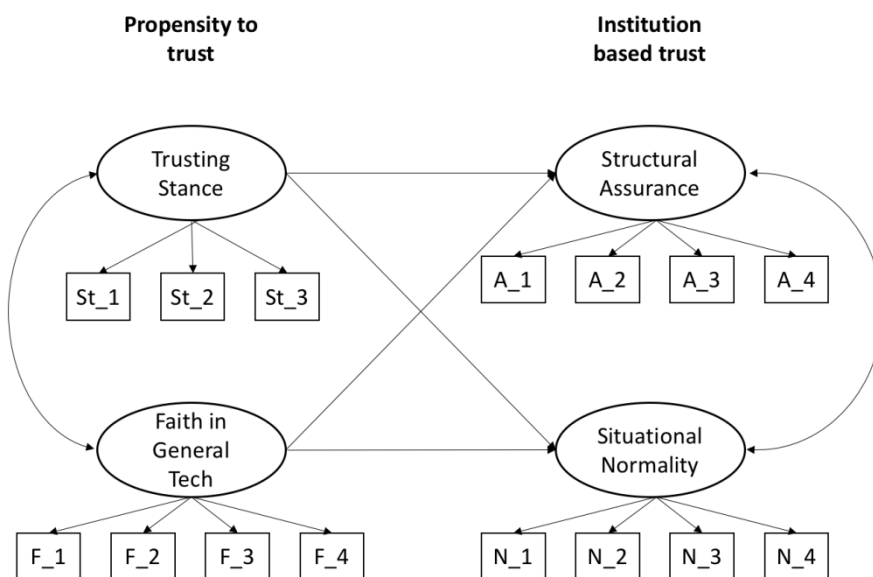 Propensity to
trust
Institution
based trust
Trusting
Stance
Structural
Assurance
St_1
St_2
St_3
A_1
A_2
A_3
A_4
Faith in
General
Tech
Situational
Normality
F_1
F_2
F_3
F_4
N_1
N_2
N_3
N_4